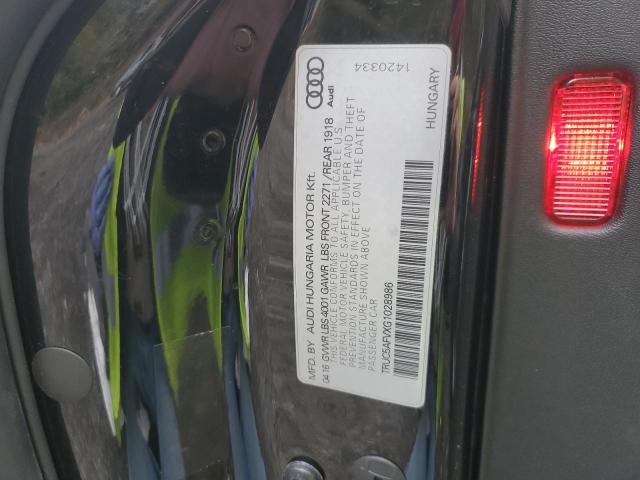 Audi
1420334
MFD. BY AUDI HUNGARIA MOTOR Kft.
04 16 GVWR LBS 4001 GAWR LBS FRONT 2271 / REAR 1918
THIS VEHICLE CONFORMS TO ALL APPLICABLE U.S
FEDERAL MOTOR VEHICLE SAFETY, BUMPER AND THEFT
PREVENTION STANDARDS IN EFFECT ON THE DATE OF
MANUFACTURE SHOWN ABOVE
PASSENGER CAR
TRUC5AFVXG1028986
HUNGARY